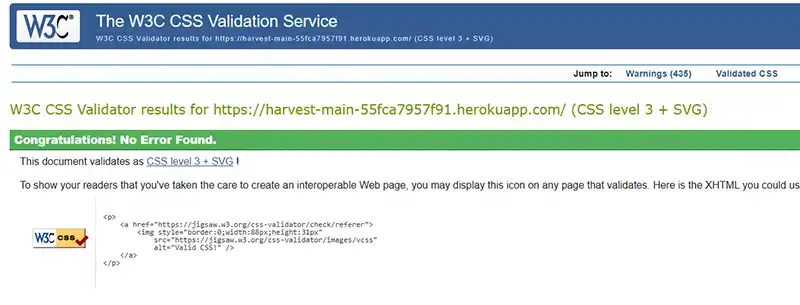 W3C® The W3C CSS Validation Service
W3C CSS Validator results for https://harvest-main-55fca7957f91.herokuapp.com/ (CSS level 3 + SVG)
Jump to: Warnings (435) Validated CSS
W3C CSS Validator results for https://harvest-main-55fca7957f91.herokuapp.com/ (CSS level 3 + SVG)
Congratulations! No Error Found.
This document validates as CSS level 3 + SVG !
To show your readers that you've taken the care to create an interoperable Web page, you may display this icon on any page that validates. Here is the XHTML you could us
<p>
<a href="https://jigsaw.w3.org/css-validator/check/referer">
<img style="border:0;width:88px;height:31px"
src="https://jigsaw.w3.org/css-validator/images/vcss"
alt="Valid CSS!" />
</a>
</p>
W3C css